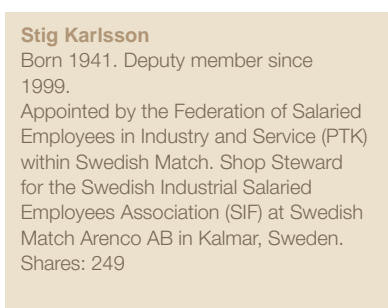 Stig Karlsson
Born 1941. Deputy member since
1999.
Appointed by the Federation of Salaried
Employees in Industry and Service (PTK)
within Swedish Match. Shop Steward
for the Swedish Industrial Salaried
Employees Association (SIF) at Swedish
Match Arenco AB in Kalmar, Sweden.
Shares: 249